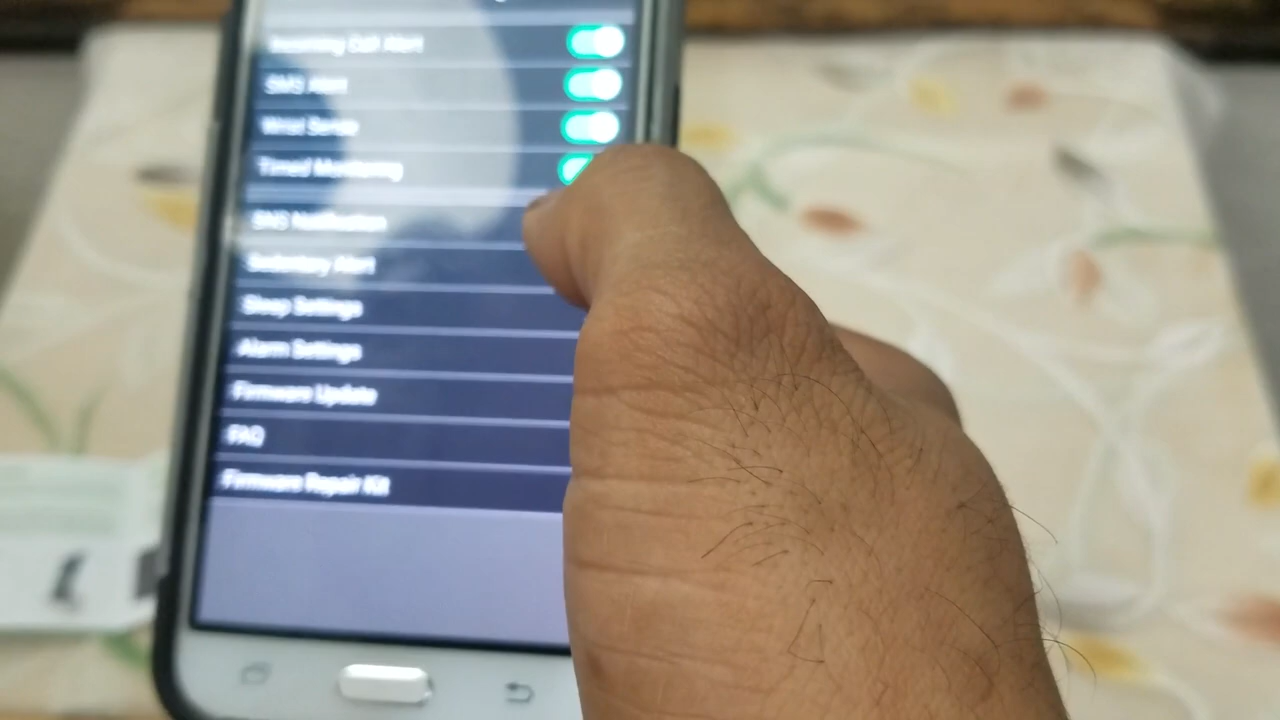 Incoming Call Alert
SMS Alert
Wrist Sense
Timed Monitoring
SNS Notification
Sedentary Alert
Sleep Settings
Alarm Settings
Firmware Update
FAQ
Firmware Repair Kit